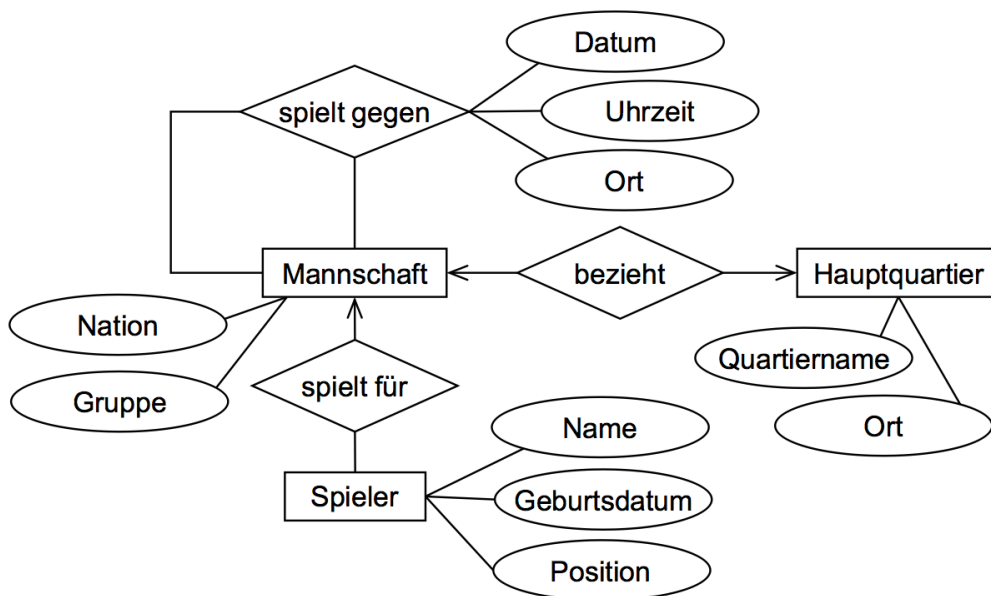 Datum
spielt gegen
Uhrzeit
Ort
Mannschaft
bezieht
Hauptquartier
Nation
Quartiername
spielt für
Gruppe
Name
Ort
Spieler
Geburtsdatum
Position